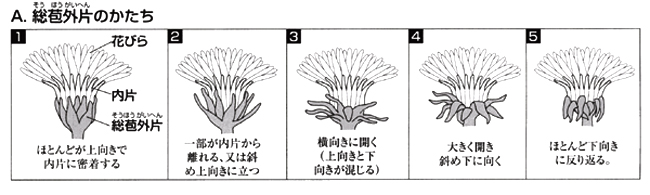 そう ほう がいへん
A. 総苞外片のかたち
1
花びら
内片
そうほうがいへん
総苞外片
ほとんどが上向きで
内片に密着する
2
一部が内片から
離れる、又は斜
め上向きに立つ
3
横向きに開く
(上向きと下
向きが混じる)
4
大きく開き
斜め下に向く
5
ほとんど下向き
に反り返る。